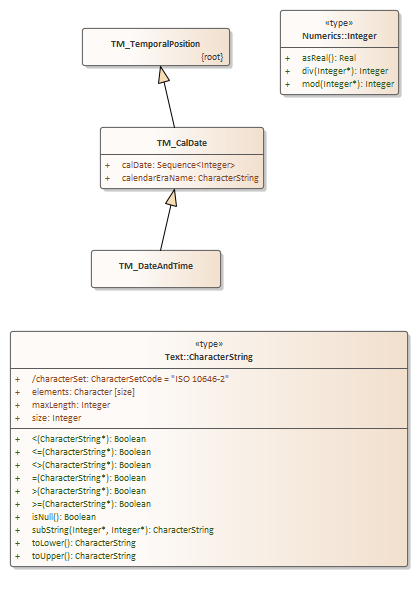 TM_TemporalPosition
{root}
«type»
Numerics::Integer
+ asReal(): Real
+ div(Integer*): Integer
+ mod(Integer*): Integer
TM_CalDate
+ calDate: Sequence<Integer>
+ calendarEraName: CharacterString
TM_DateAndTime
«type»
Text::CharacterString
+ /characterSet: CharacterSetCode = "ISO 10646-2"
+ elements: Character [size]
+ maxLength: Integer
+ size: Integer
+ <(CharacterString*): Boolean
+ <=(CharacterString*): Boolean
+ <>(CharacterString*): Boolean
+ =(CharacterString*): Boolean
+ >(CharacterString*): Boolean
+ >=(CharacterString*): Boolean
+ isNull(): Boolean
+ subString(Integer*, Integer*): CharacterString
+ toLower(): CharacterString
+ toUpper(): CharacterString